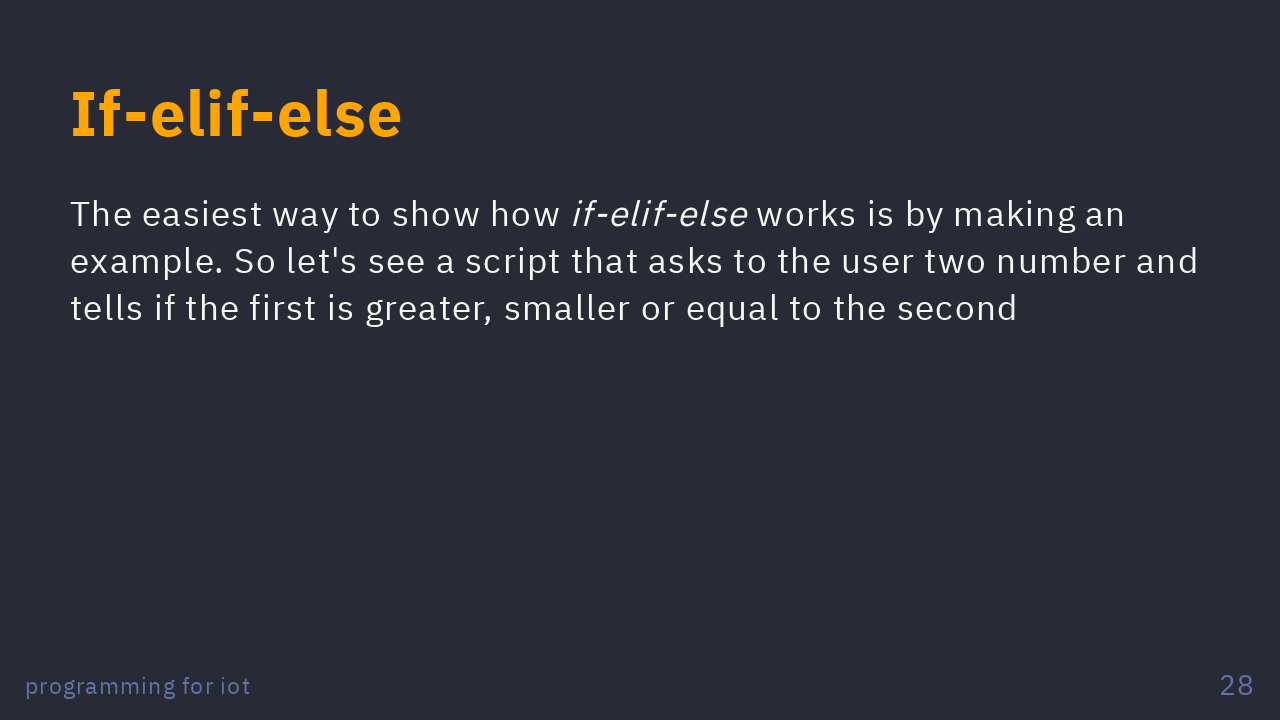 If-elif-else
The easiest way to show how if-elif-else works is by making an
example. So let's see a script that asks to the user two number and
tells if the first is greater, smaller or equal to the second
programming for iot
28